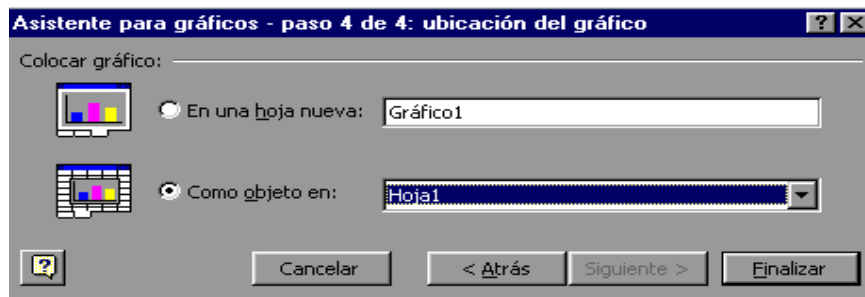 Asistente para gráficos - paso 4 de 4: ubicación del gráfico
Colocar gráfico:
En una hoja nueva: Gráfico1
Como objeto en: Hoja1
Cancelar < Atrás Siguiente > Finalizar